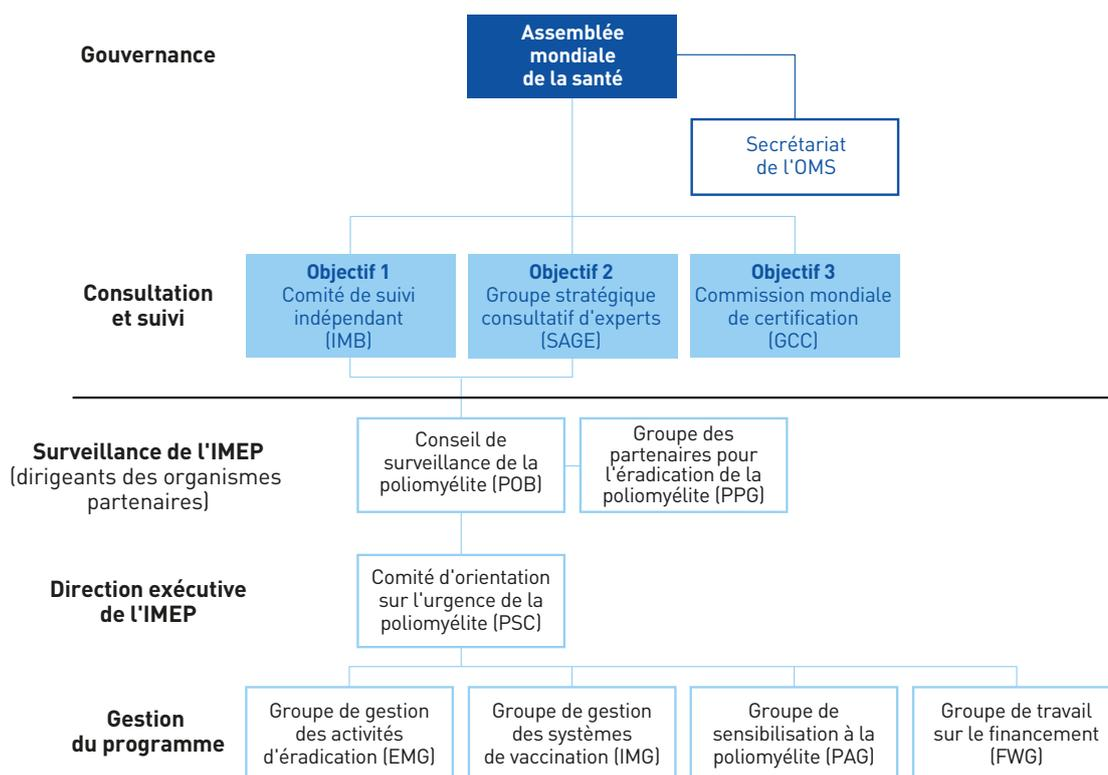 Gouvernance
Assemblée
mondiale
de la santé
Secrétariat
de l'OMS
Consultation
et suivi
Objectif 1
Comité de suivi
indépendant
(IMB)
Objectif 2
Groupe stratégique
consultatif d'experts
(SAGE)
Objectif 3
Commission mondiale
de certification
(GCC)
Surveillance de l'IMEP
(dirigeants des organismes
partenaires)
Conseil de
surveillance de la
poliomyélite (POB)
Groupe des
partenaires pour
l'éradication de la
poliomyélite (PPG)
Direction exécutive
de l'IMEP
Comité d'orientation
sur l'urgence de la
poliomyélite (PSC)
Gestion
du programme
Groupe de gestion
des activités
d'éradication (EMG)
Groupe de gestion
des systèmes
de vaccination (IMG)
Groupe de
sensibilisation à la
poliomyélite (PAG)
Groupe de travail
sur le financement
(FWG)